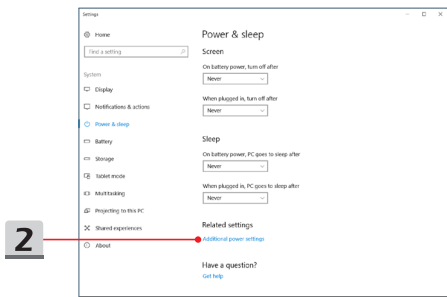 Settings
Home
Find a setting
System
Display
Notifications & actions
Power & sleep
Battery
Storage
Tablet mode
Multitasking
Projecting to this PC
Shared experiences
About
Power & sleep
Screen
On battery power, turn off after
Never
When plugged in, turn off after
Never
Sleep
On battery power, PC goes to sleep after
Never
When plugged in, PC goes to sleep after
Never
Related settings
Additional power settings
Have a question?
Get help
2